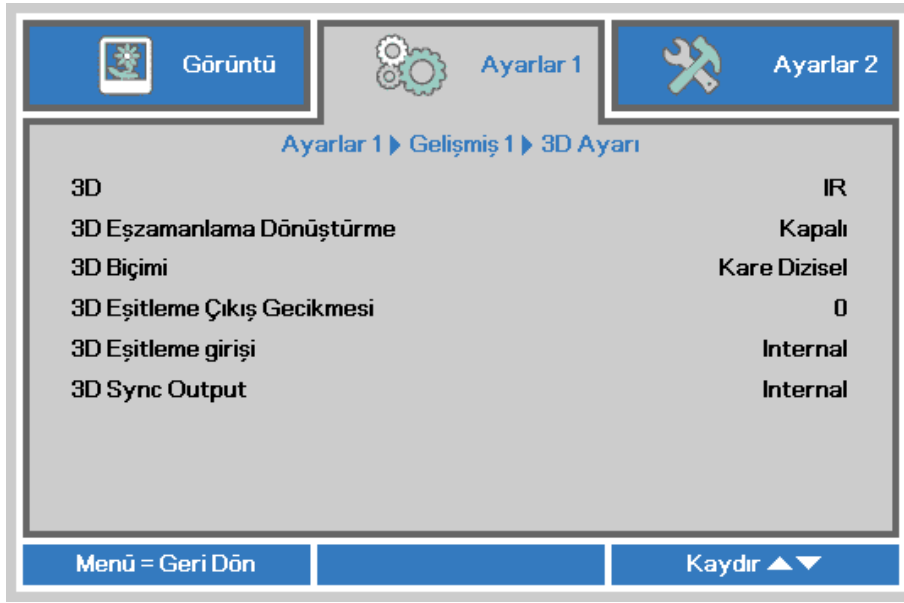 Görüntü
Ayarlar 1
Ayarlar 2
Ayarlar 1 ▶ Gelişmiş 1 ▶ 3D Ayarı
3D IR
3D Eşzamanlama Dönüştürme Kapalı
3D Biçimi Kare Dizisel
3D Eşitleme Çıkış Gecikmesi 0
3D Eşitleme girişi Internal
3D Sync Output Internal
Menü = Geri Dön
Kaydır ▲▼